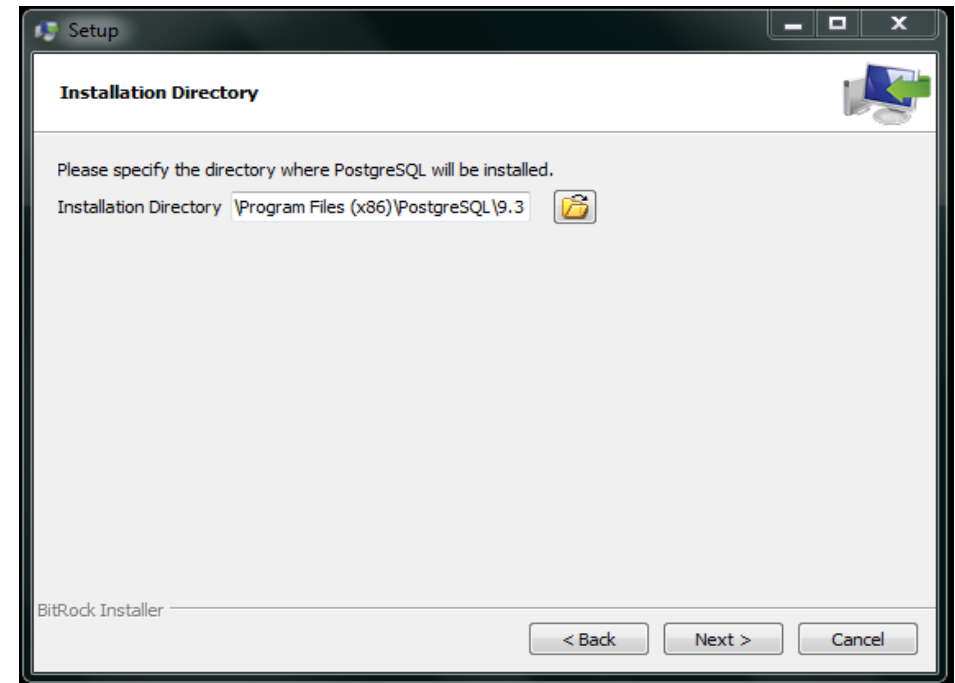 Setup
Installation Directory
Please specify the directory where PostgreSQL will be installed.
Installation Directory \Program Files (x86)\PostgreSQL\9.3
BitRock Installer
< Back Next > Cancel